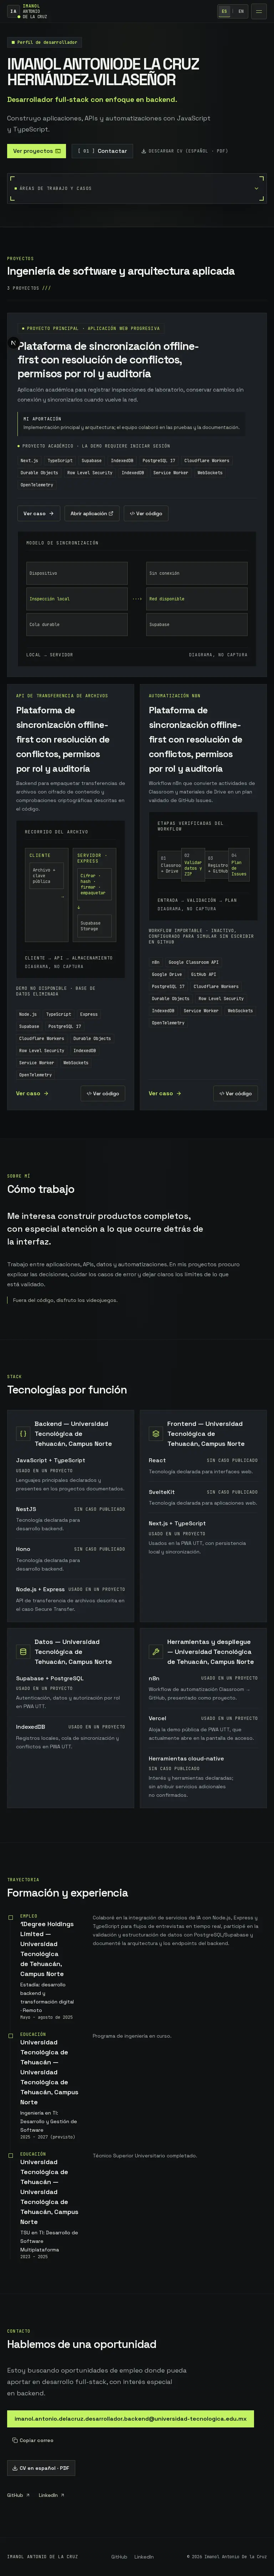 IA
IMANOL
ANTONIO
DE LA CRUZ
ES
EN
Perfil de desarrollador
IMANOL ANTONIO DE LA CRUZ
HERNÁNDEZ-VILLASEÑOR
Desarrollador full-stack con enfoque en backend.
Construyo aplicaciones, APIs y automatizaciones con JavaScript
y TypeScript.
Ver proyectos
[ 01 ] Contactar
DESCARGAR CV (ESPAÑOL · PDF)
ÁREAS DE TRABAJO Y CASOS
PROYECTOS
Ingeniería de software y arquitectura aplicada
3 PROYECTOS ///
PROYECTO PRINCIPAL · APLICACIÓN WEB PROGRESIVA
Plataforma de sincronización offline-
first con resolución de conflictos,
permisos por rol y auditoría
Aplicación académica para registrar inspecciones de laboratorio, conservar cambios sin
conexión y sincronizarlos cuando vuelve la red.
MI APORTACIÓN
Implementación principal y arquitectura; el equipo colaboró en las pruebas y la documentación.
PROYECTO ACADÉMICO · LA DEMO REQUIERE INICIAR SESIÓN
Next.js TypeScript Supabase IndexedDB PostgreSQL 17 Cloudflare Workers
Durable Objects Row Level Security IndexedDB Service Worker WebSockets
OpenTelemetry
Ver caso
Abrir aplicación
Ver código
MODELO DE SINCRONIZACIÓN
Dispositivo
Inspección local
Cola durable
Sin conexión
Red disponible
Supabase
LOCAL ↔ SERVIDOR
DIAGRAMA, NO CAPTURA
API DE TRANSFERENCIA DE ARCHIVOS
Plataforma de
sincronización offline-
first con resolución de
conflictos, permisos
por rol y auditoría
Backend para transferir
archivos con cifrado, control de acceso y
comprobaciones criptográficas descritas en
el código.
RECORRIDO DEL ARCHIVO
CLIENTE
Archivo +
clave
pública
SERVIDOR ·
EXPRESS
Cifrar ·
hash ·
firmar ·
empaquetar
Supabase
Storage
CLIENTE → API → ALMACENAMIENTO
DIAGRAMA, NO CAPTURA
DEMO NO DISPONIBLE · BASE DE
DATOS ELIMINADA
Node.js TypeScript Express
Supabase PostgreSQL 17
Cloudflare Workers Durable Objects
Row Level Security IndexedDB
Service Worker WebSockets
OpenTelemetry
Ver caso
Ver código
AUTOMATIZACIÓN N8N
Plataforma de
sincronización offline-
first con resolución de
conflictos, permisos
por rol y auditoría
Workflow que convierte actividades de
Classroom y materiales de Drive en un plan
validado de GitHub Issues.
ETAPAS VERIFICADAS DEL
WORKFLOW
01
Classroom
+ Drive
02
Validar
datos y
ZIP
03
Registro
+ GitHub
04
Plan
de
Issues
ENTRADA → VALIDACIÓN → PLAN
DIAGRAMA, NO CAPTURA
WORKFLOW IMPORTABLE · INACTIVO,
CONFIGURADO PARA SIMULAR SIN ESCRIBIR
EN GITHUB
n8n Google Classroom API
Google Drive GitHub API
PostgreSQL 17 Cloudflare Workers
Durable Objects Row Level Security
IndexedDB Service Worker WebSockets
OpenTelemetry
Ver caso
Ver código
SOBRE MÍ
Cómo trabajo
Me interesa construir productos completos,
con especial atención a lo que ocurre detrás de
la interfaz.
Trabajo entre aplicaciones, APIs, datos y automatizaciones. En mis proyectos procuro
explicar las decisiones, cuidar los casos de error y dejar claros los límites de lo que
está validado.
Fuera del código, disfruto los videojuegos.
STACK
Tecnologías por función
Backend — Universidad
Tecnológica de
Tehuacán, Campus Norte
JavaScript + TypeScript
USADO EN UN PROYECTO
Lenguajes principales declarados y
presentes en los proyectos documentados.
NestJS
SIN CASO PUBLICADO
Tecnología declarada para
desarrollo backend.
Hono
SIN CASO PUBLICADO
Tecnología declarada para
desarrollo backend.
Node.js + Express
USADO EN UN PROYECTO
API de transferencia de archivos descrita en
el caso Secure Transfer.
Frontend — Universidad
Tecnológica de
Tehuacán, Campus Norte
React
SIN CASO PUBLICADO
Tecnología declarada para interfaces web.
SvelteKit
SIN CASO PUBLICADO
Tecnología declarada para aplicaciones web.
Next.js + TypeScript
USADO EN UN PROYECTO
Usados en la PWA UTT, con persistencia
local y sincronización.
Datos — Universidad
Tecnológica de
Tehuacán, Campus Norte
Supabase + PostgreSQL
USADO EN UN PROYECTO
Autenticación, datos y autorización por rol
en PWA UTT.
IndexedDB
USADO EN UN PROYECTO
Registros locales, cola de sincronización y
conflictos en PWA UTT.
Herramientas y despliegue
— Universidad Tecnológica
de Tehuacán, Campus Norte
n8n
USADO EN UN PROYECTO
Workflow de automatización Classroom →
GitHub, presentado como proyecto.
Vercel
USADO EN UN PROYECTO
Aloja la demo pública de PWA UTT, que
actualmente abre en la pantalla de acceso.
Herramientas cloud-native
SIN CASO PUBLICADO
Interés y herramientas declaradas;
sin atribuir servicios adicionales
no confirmados.
TRAYECTORIA
Formación y experiencia
EMPLEO
1Degree Holdings
Limited —
Universidad
Tecnológica
de Tehuacán,
Campus Norte
Estadía: desarrollo
backend y
transformación digital
· Remoto
Mayo – agosto de 2025
Colaboré en la integración de servicios de IA con Node.js, Express y
TypeScript para flujos de entrevistas en tiempo real, participé en la
validación y estructuración de datos con PostgreSQL/Supabase y
documenté la arquitectura y los endpoints del backend.
EDUCACIÓN
Universidad
Tecnológica de
Tehuacán —
Universidad
Tecnológica de
Tehuacán, Campus
Norte
Ingeniería en TI:
Desarrollo y Gestión de
Software
2025 – 2027 (previsto)
Programa de ingeniería en curso.
EDUCACIÓN
Universidad
Tecnológica de
Tehuacán —
Universidad
Tecnológica de
Tehuacán, Campus
Norte
TSU en TI: Desarrollo de
Software
Multiplataforma
2023 – 2025
Técnico Superior Universitario completado.
CONTACTO
Hablemos de una oportunidad
Estoy buscando oportunidades de empleo donde pueda
aportar en desarrollo full-stack, con interés especial
en backend.
imanol.antonio.delacruz.desarrollador.backend@universidad-tecnologica.edu.mx
Copiar correo
CV en español · PDF
GitHub ↗
LinkedIn ↗
IMANOL ANTONIO DE LA CRUZ
GitHub
LinkedIn
© 2026 Imanol Antonio De la Cruz